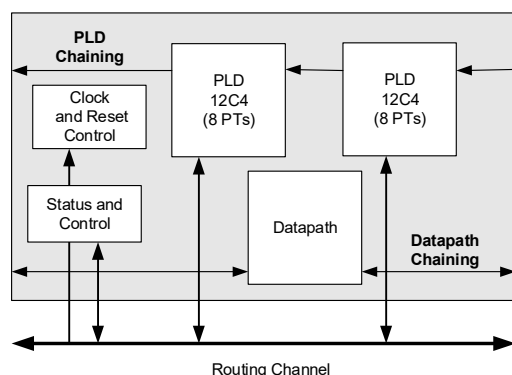 PLD
Chaining
PLD
12C4
(8 PTs)
PLD
12C4
(8 PTs)
Clock
and Reset
Control
Status and
Control
Datapath
Datapath
Chaining
Routing Channel